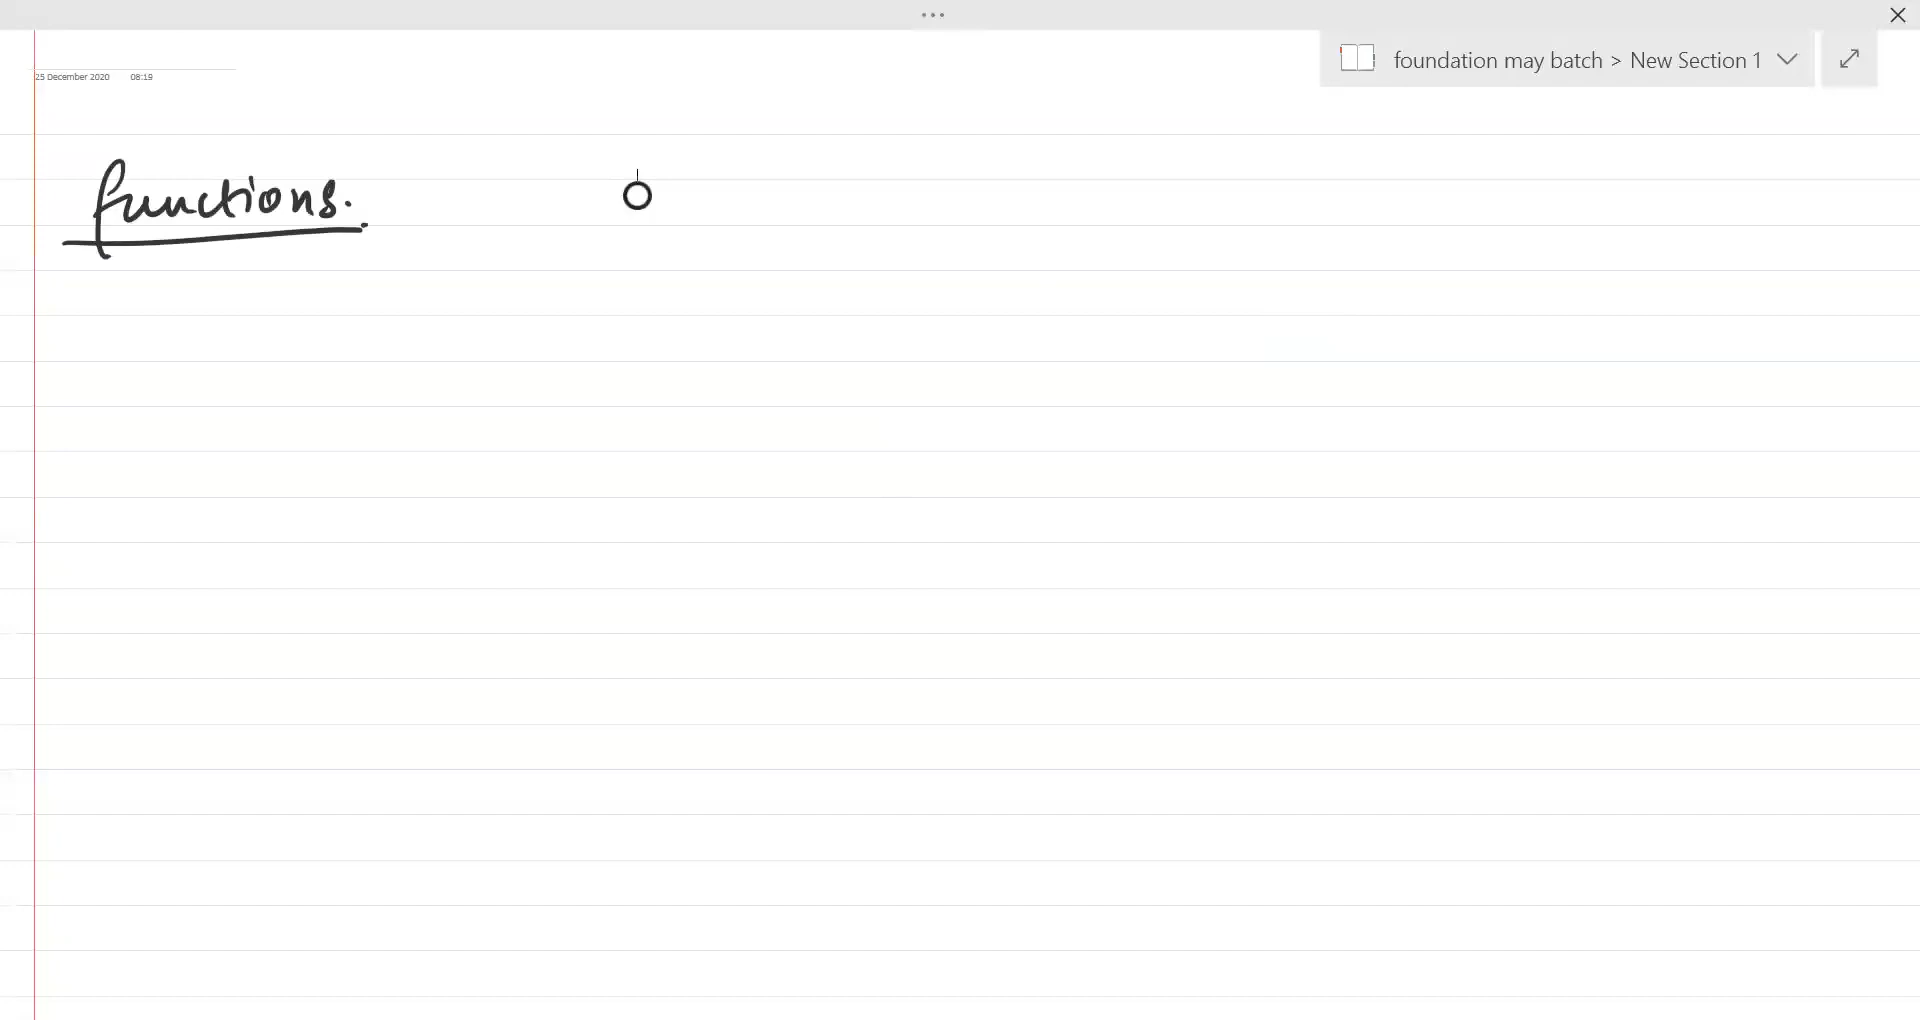 foundation may batch > New Section 1
25 December 2020 08:19
functions.